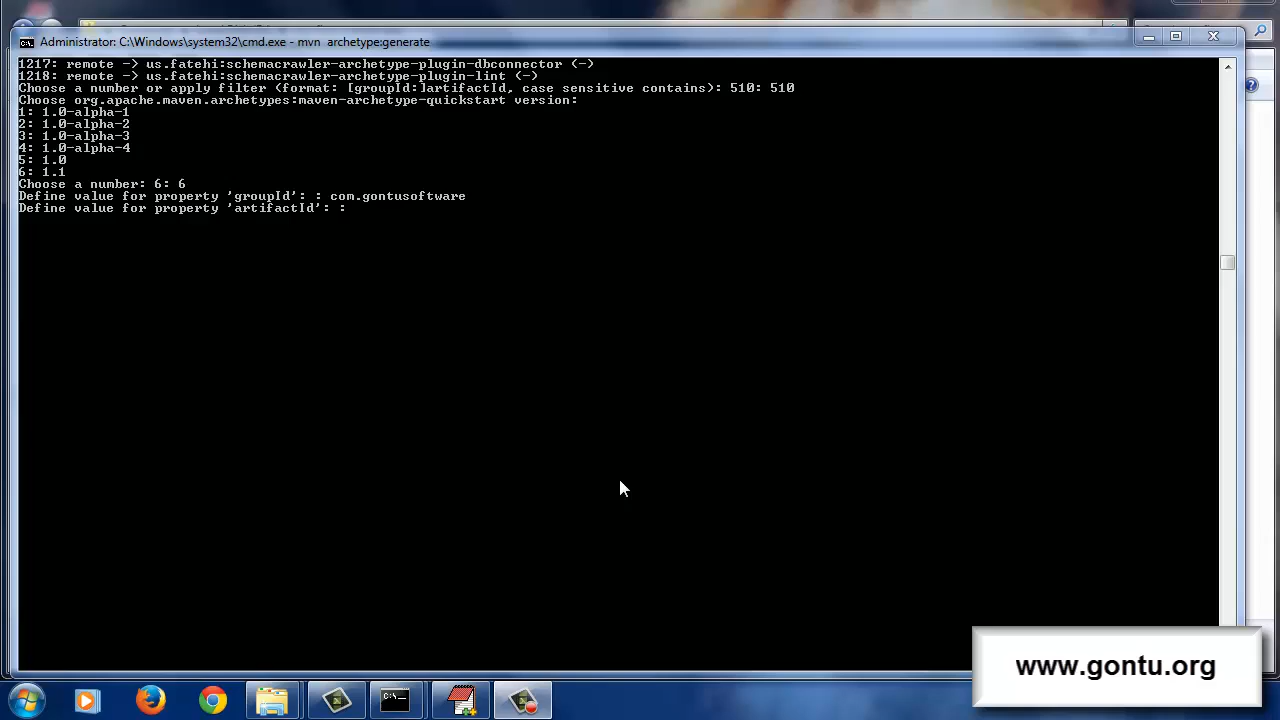 Administrator: C:\Windows\system32\cmd.exe - mvn  archetype:generate
1217: remote -> us.fatehi:schemacrawler-archetype-plugin-dbconnector (-)
1218: remote -> us.fatehi:schemacrawler-archetype-plugin-lint (-)
Choose a number or apply filter (format: [groupId:]artifactId, case sensitive contains): 510: 510
Choose org.apache.maven.archetypes:maven-archetype-quickstart version:
1: 1.0-alpha-1
2: 1.0-alpha-2
3: 1.0-alpha-3
4: 1.0-alpha-4
5: 1.0
6: 1.1
Choose a number: 6: 6
Define value for property 'groupId': : com.gontusoftware
Define value for property 'artifactId': :
www.gontu.org